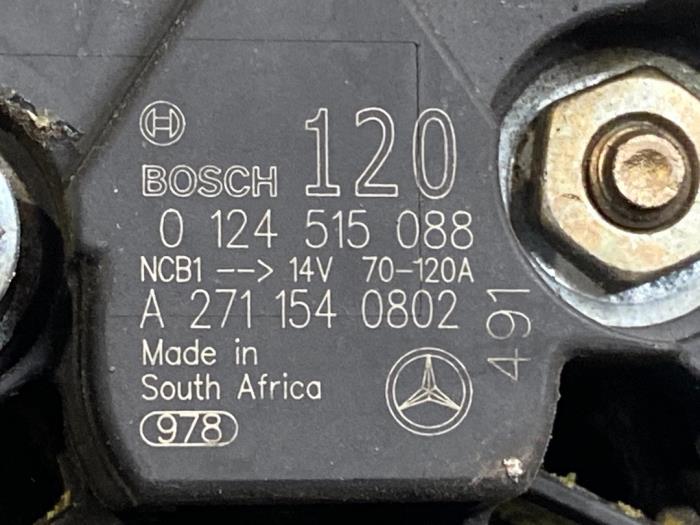 BOSCH 120
0 124 515 088
NCB1 --> 14V 70-120A
A 271 154 0802
491
Made in
South Africa
978